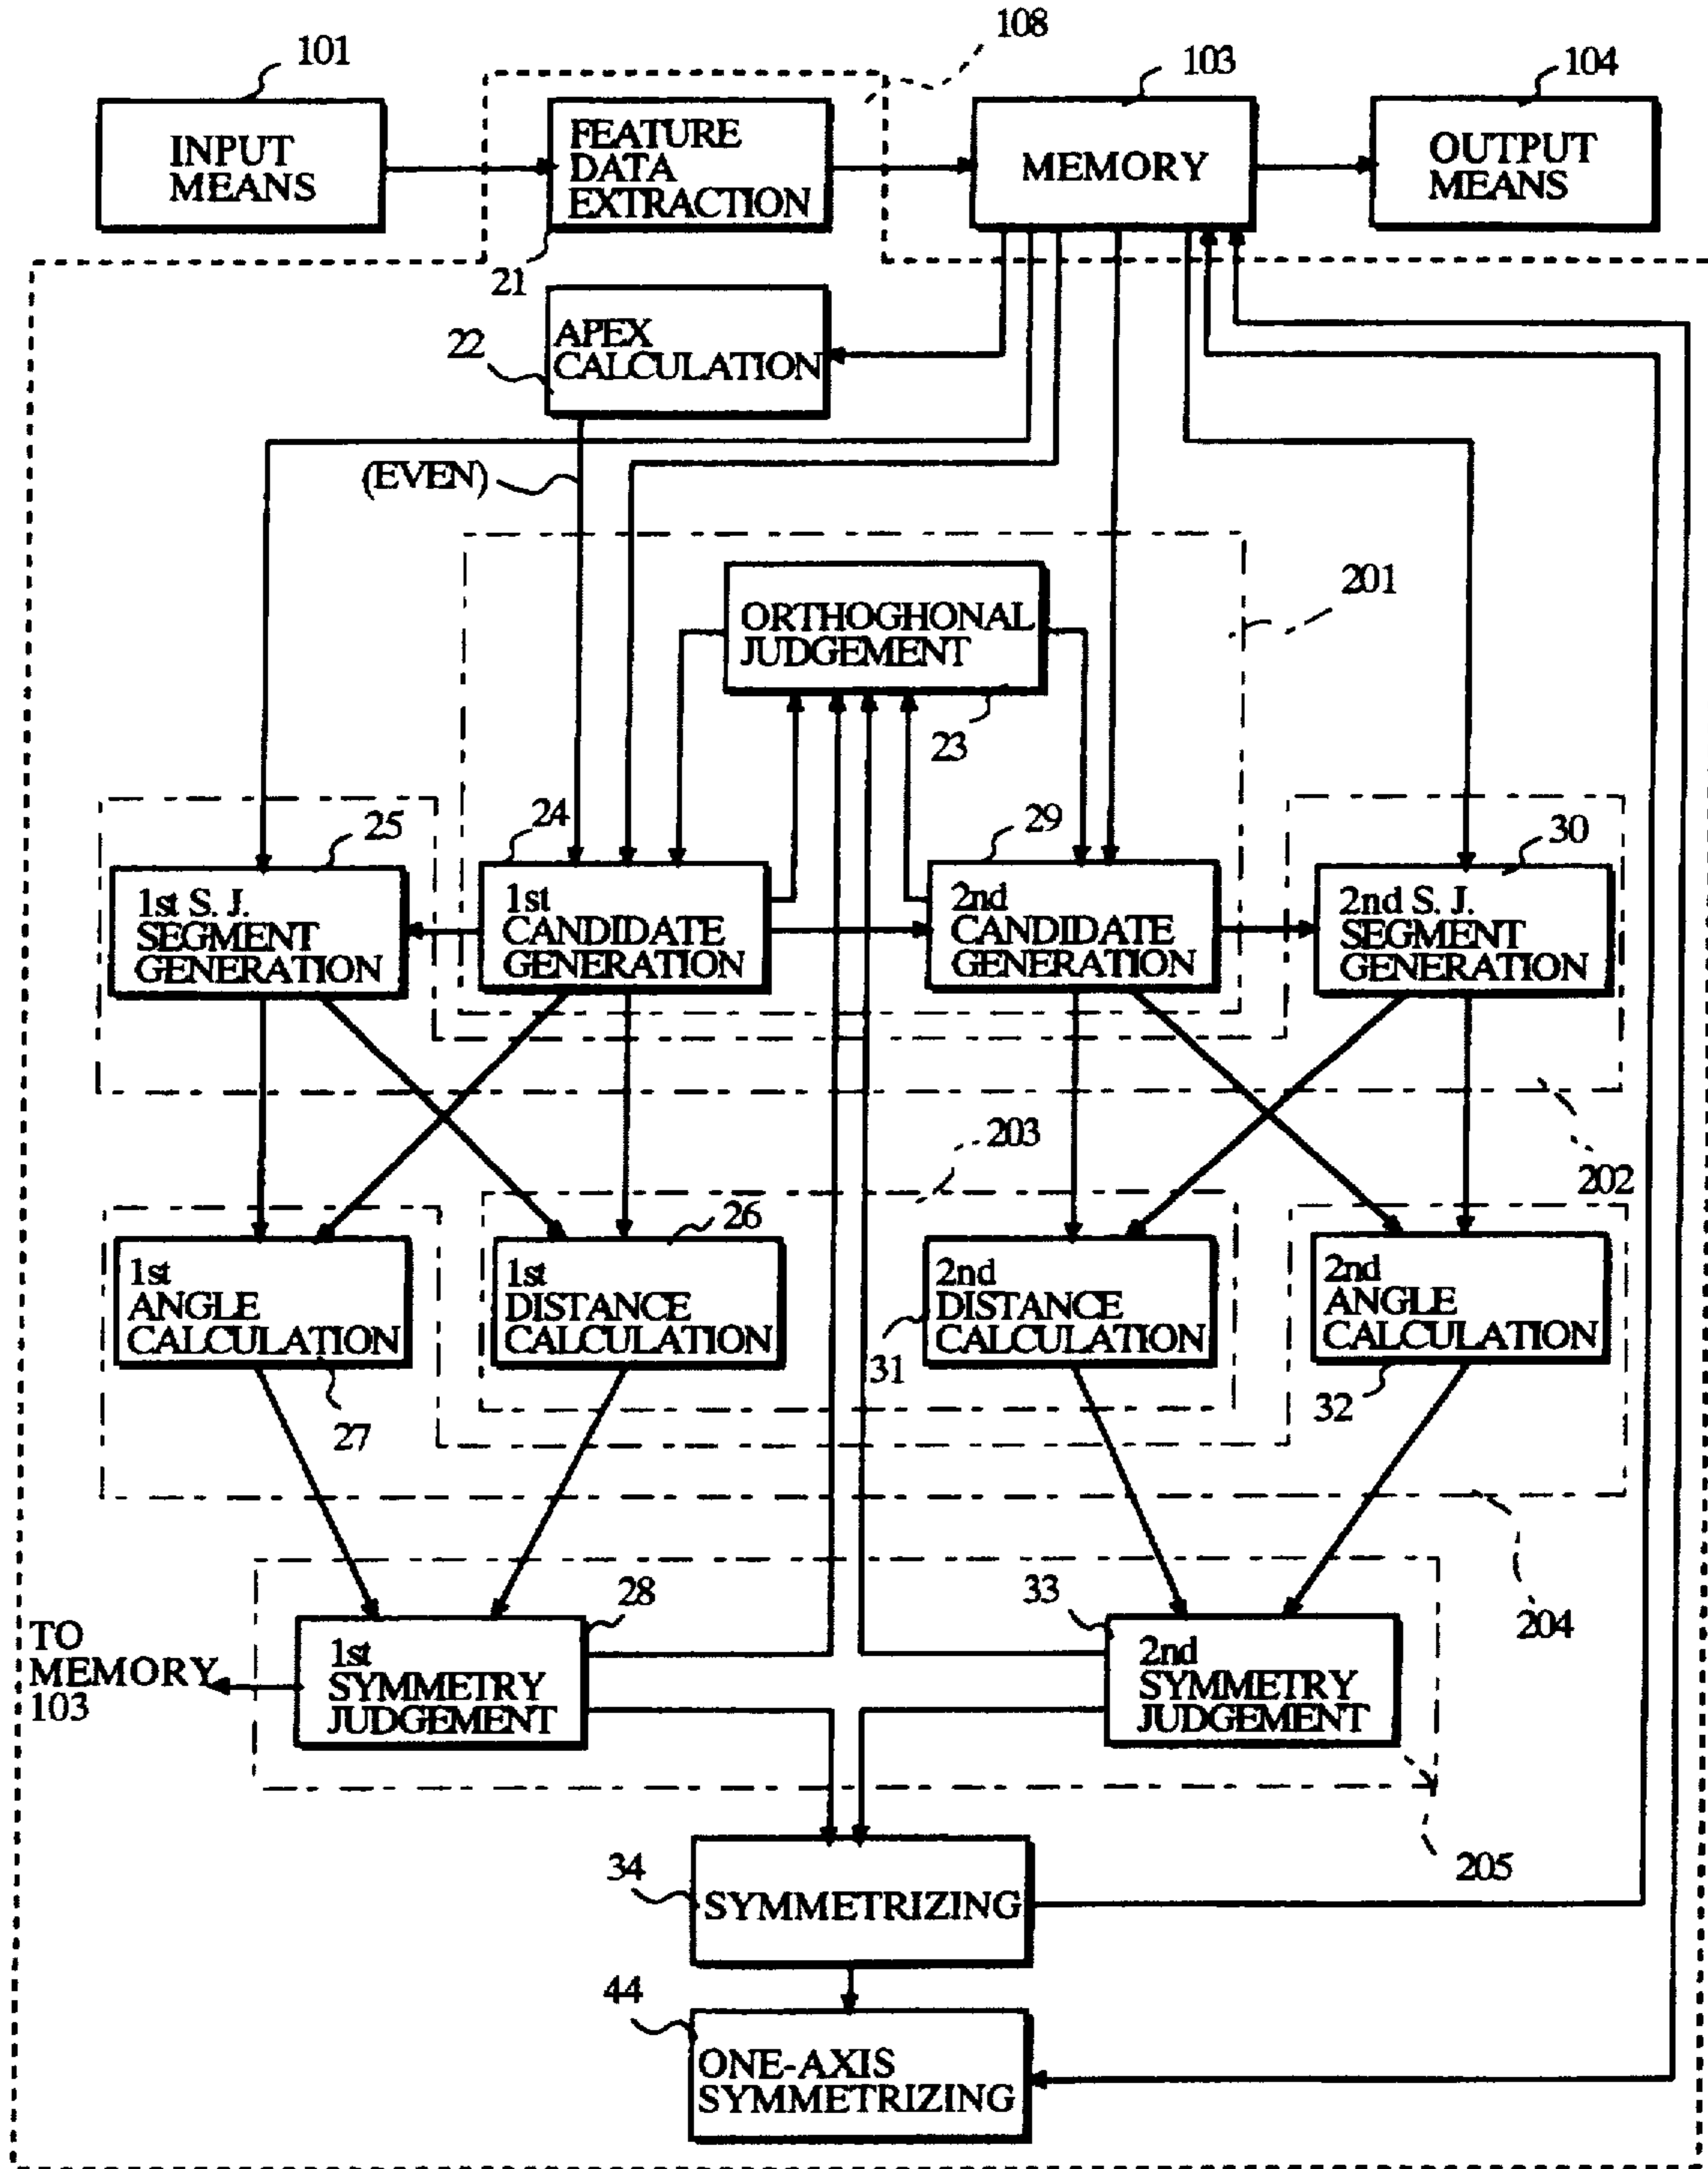 108
101
103
104
INPUT
MEANS
FEATURE
DATA
EXTRACTION
MEMORY
OUTPUT
MEANS
21
APEX
CALCULATION
22
(EVEN)
201
ORTHOGHONAL
JUDGEMENT
23
25
24
29
30
1st S. J.
SEGMENT
GENERATION
1st
CANDIDATE
GENERATION
2nd
CANDIDATE
GENERATION
2nd S. J.
SEGMENT
GENERATION
203
202
26
1st
ANGLE
CALCULATION
1st
DISTANCE
CALCULATION
2nd
DISTANCE
CALCULATION
2nd
ANGLE
CALCULATION
27
31
32
28
33
204
TO
MEMORY
103
1st
SYMMETRY
JUDGEMENT
2nd
SYMMETRY
JUDGEMENT
205
34
SYMMETRIZING
44
ONE-AXIS
SYMMETRIZING